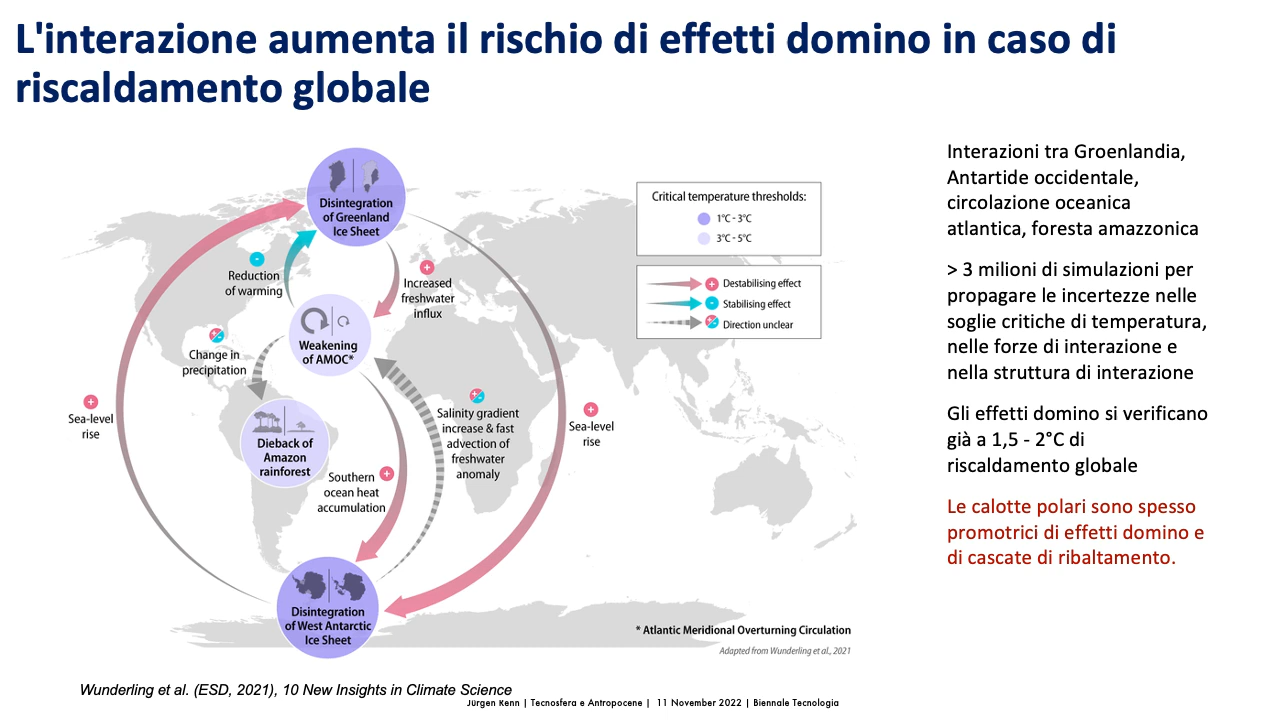 L'interazione aumenta il rischio di effetti domino in caso di
riscaldamento globale
Disintegration
of Greenland
Ice Sheet
Critical temperature thresholds:
1°C - 3°C
3°C - 5°C
Destabilising effect
Stabilising effect
Direction unclear
Reduction
of warming
Increased
freshwater
influx
Weakening
of AMOC*
Change in
precipitation
Sea-level
rise
Dieback of
Amazon
rainforest
Salinity gradient
increase & fast
advection of
freshwater
anomaly
Sea-level
rise
Southern
ocean heat
accumulation
Disintegration
of West Antarctic
Ice Sheet
* Atlantic Meridional Overturning Circulation
Adapted from Wunderling et al., 2021
Interazioni tra Groenlandia,
Antartide occidentale,
circolazione oceanica
atlantica, foresta amazzonica
> 3 milioni di simulazioni per
propagare le incertezze nelle
soglie critiche di temperatura,
nelle forze di interazione e
nella struttura di interazione
Gli effetti domino si verificano
già a 1,5 - 2°C di
riscaldamento globale
Le calotte polari sono spesso
promotrici di effetti domino e
di cascate di ribaltamento.
Wunderling et al. (ESD, 2021), 10 New Insights in Climate Science
Jürgen Renn | Tecnosfera e Antropocene | 11 November 2022 | Biennale Tecnologia